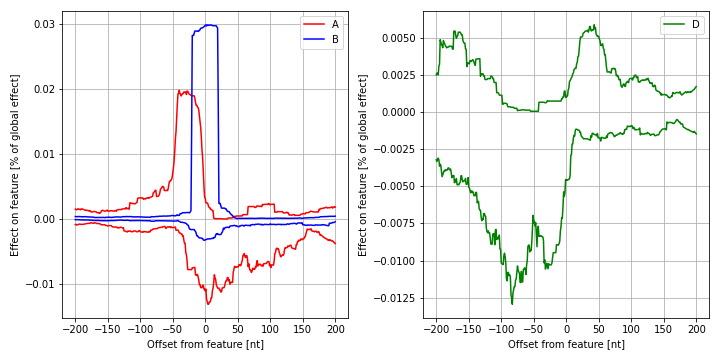 0.03
0.02
0.01
0.00
−0.01
Effect on feature [% of global effect]
−200 −150 −100 −50 0 50 100 150 200
Offset from feature [nt]
A
B
0.0050
0.0025
0.0000
−0.0025
−0.0050
−0.0075
−0.0100
−0.0125
Effect on feature [% of global effect]
−200 −150 −100 −50 0 50 100 150 200
Offset from feature [nt]
D